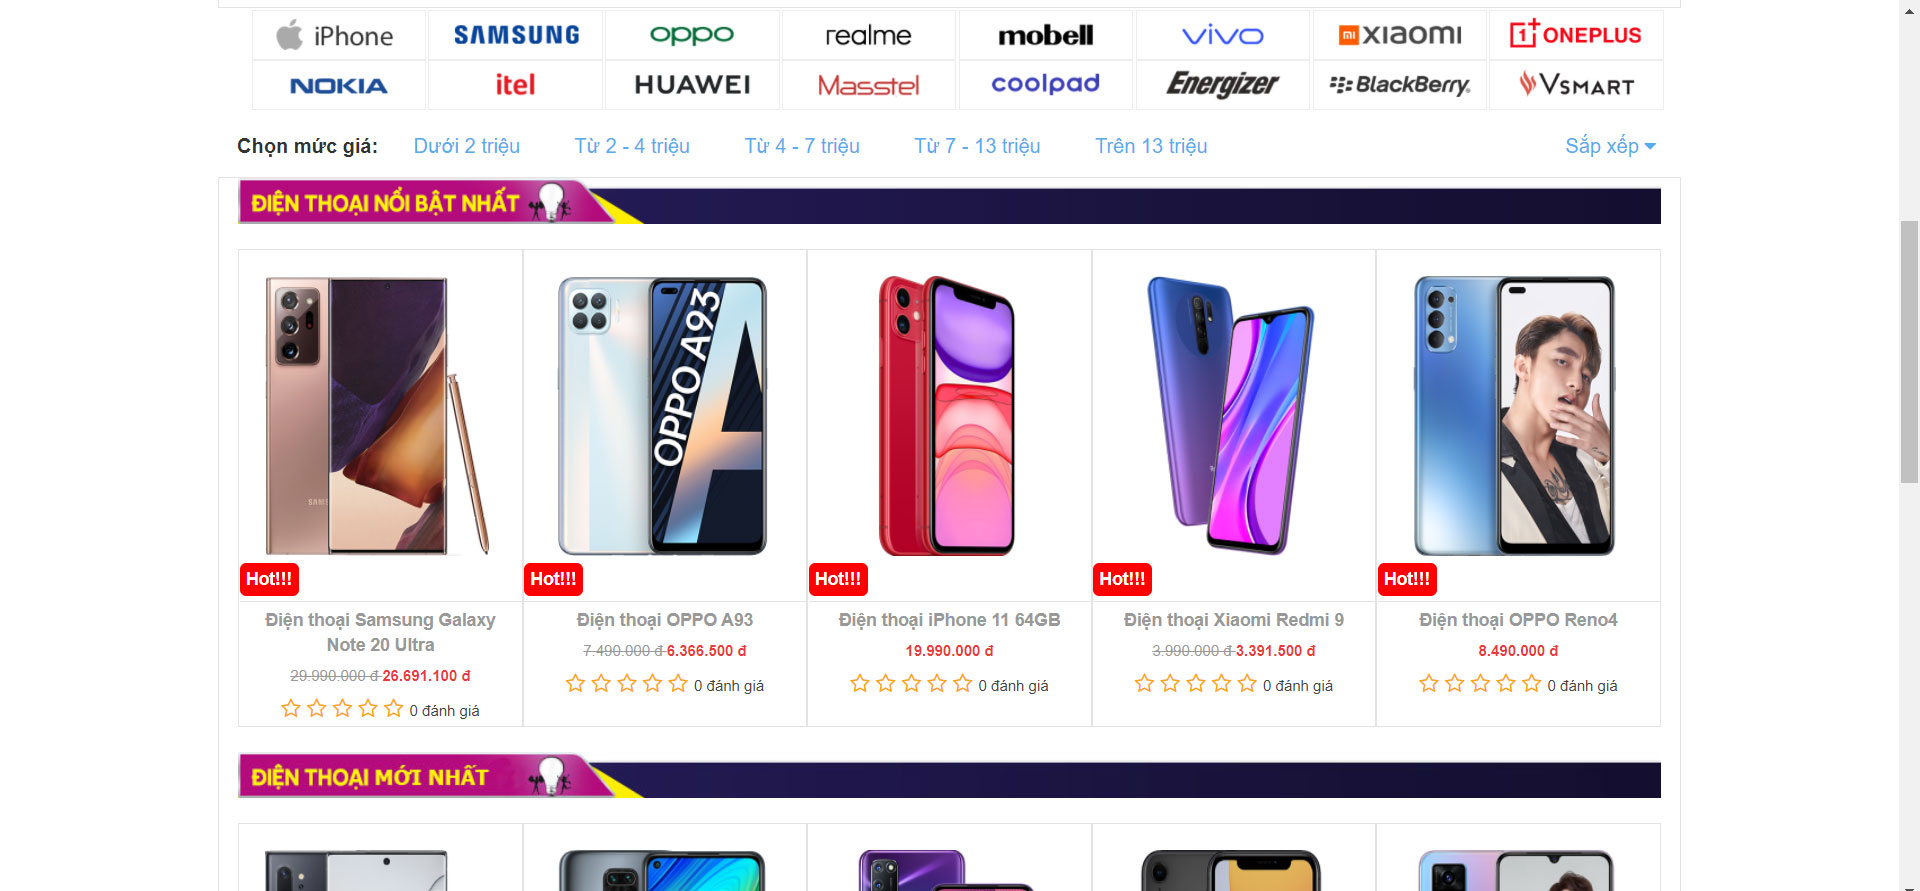 iPhone SAMSUNG oppo realme mobell vivo mi xiaomi 1+ ONEPLUS
NOKIA itel HUAWEI Masstel coolpad Energizer BlackBerry VSMART
Chọn mức giá: Dưới 2 triệu Từ 2 - 4 triệu Từ 4 - 7 triệu Từ 7 - 13 triệu Trên 13 triệu Sắp xếp
ĐIỆN THOẠI NỔI BẬT NHẤT
SAMS
OPPO A93
Hot!!! Hot!!! Hot!!! Hot!!! Hot!!!
Điện thoại Samsung Galaxy
Note 20 Ultra
29.990.000 đ 26.691.100 đ
0 đánh giá
Điện thoại OPPO A93
7.490.000 đ 6.366.500 đ
0 đánh giá
Điện thoại iPhone 11 64GB
19.990.000 đ
0 đánh giá
Điện thoại Xiaomi Redmi 9
3.990.000 đ 3.391.500 đ
0 đánh giá
Điện thoại OPPO Reno4
8.490.000 đ
0 đánh giá
ĐIỆN THOẠI MỚI NHẤT